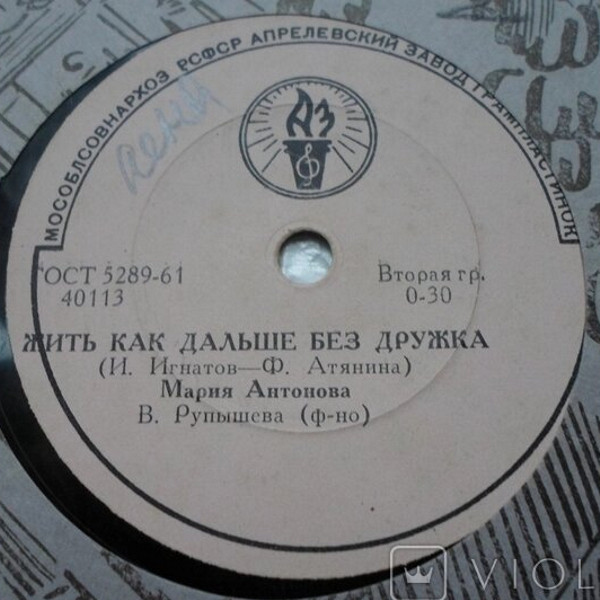 МОСОБЛСОВНАРХОЗ РСФСР АПРЕЛЕВСКИЙ ЗАВОД ГРАМПЛАСТИНОК
АЗ
ГОСТ 5289-61
40113
Вторая гр.
0-30
ЖИТЬ КАК ДАЛЬШЕ БЕЗ ДРУЖКА
(И. Игнатов—Ф. Атянина)
Мария Антонова
В. Рупышева (ф-но)
VIOL